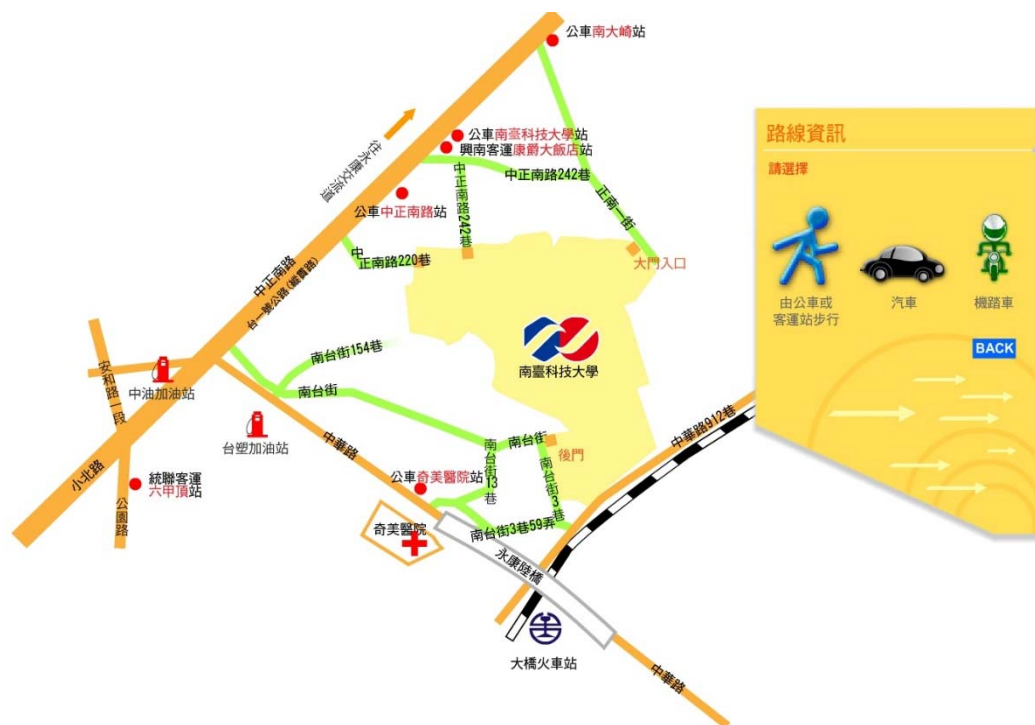 公車南大崎站
往永康交流道
公車南臺科技大學站
興南客運康爵大飯店站
中正南路242巷
中正南路242巷
正南一街
公車中正南路站
中正南路220巷
大門入口
中正南路
台一號公路(縱貫路)
南台街154巷
南臺科技大學
安和路一段
中油加油站
南台街
台塑加油站
中華路
中華路912巷
南台街
後門
南台街13巷
南台街3巷
小北路
統聯客運
六甲頂站
公車奇美醫院站
公園路
奇美醫院
南台街3巷59弄
永康陸橋
大橋火車站
中華路
路線資訊
請選擇
由公車或
客運站步行
汽車
機踏車
BACK